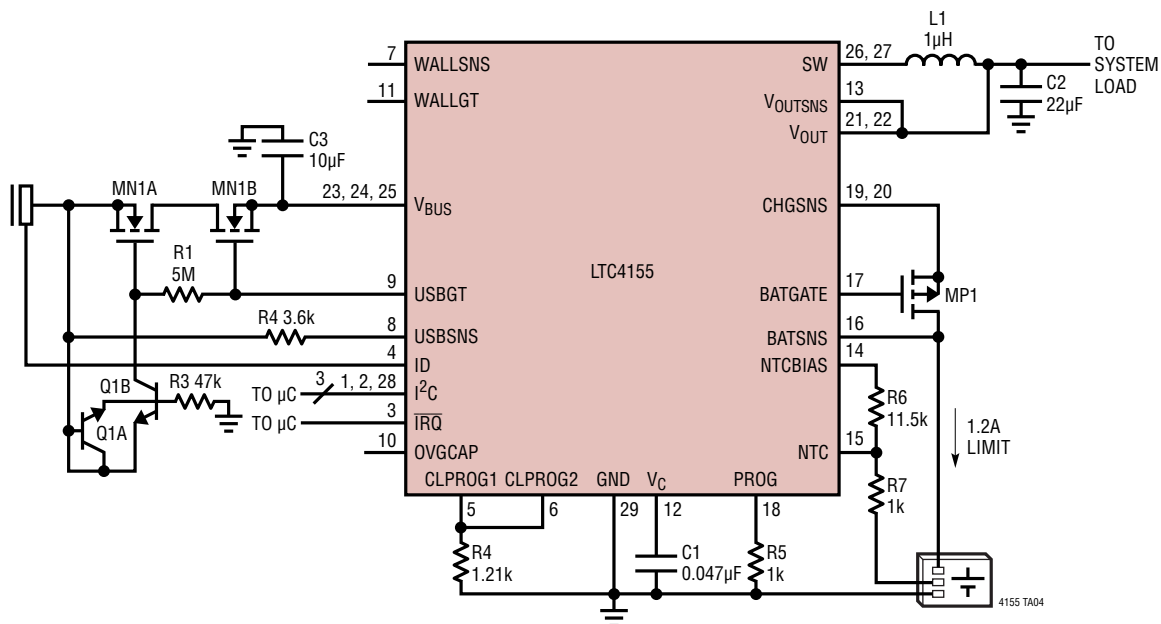 L1
1µH
TO
SYSTEM
LOAD
C2
22µF
26, 27
SW
13
VOUTSNS
21, 22
VOUT
7
WALLSNS
11
WALLGT
C3
10µF
MN1A
MN1B
23, 24, 25
VBUS
19, 20
CHGSNS
R1
5M
LTC4155
9
USBGT
17
BATGATE
MP1
R4 3.6k
8
USBSNS
16
BATSNS
4
ID
14
NTCBIAS
Q1B
R3 47k
TO µC
3
1, 2, 28
I²C
R6
11.5k
Q1A
TO µC
3
IRQ
1.2A
LIMIT
10
OVGCAP
15
NTC
CLPROG1
CLPROG2
GND
VC
PROG
5
6
29
12
18
R7
1k
R4
1.21k
C1
0.047µF
R5
1k
4155 TA04